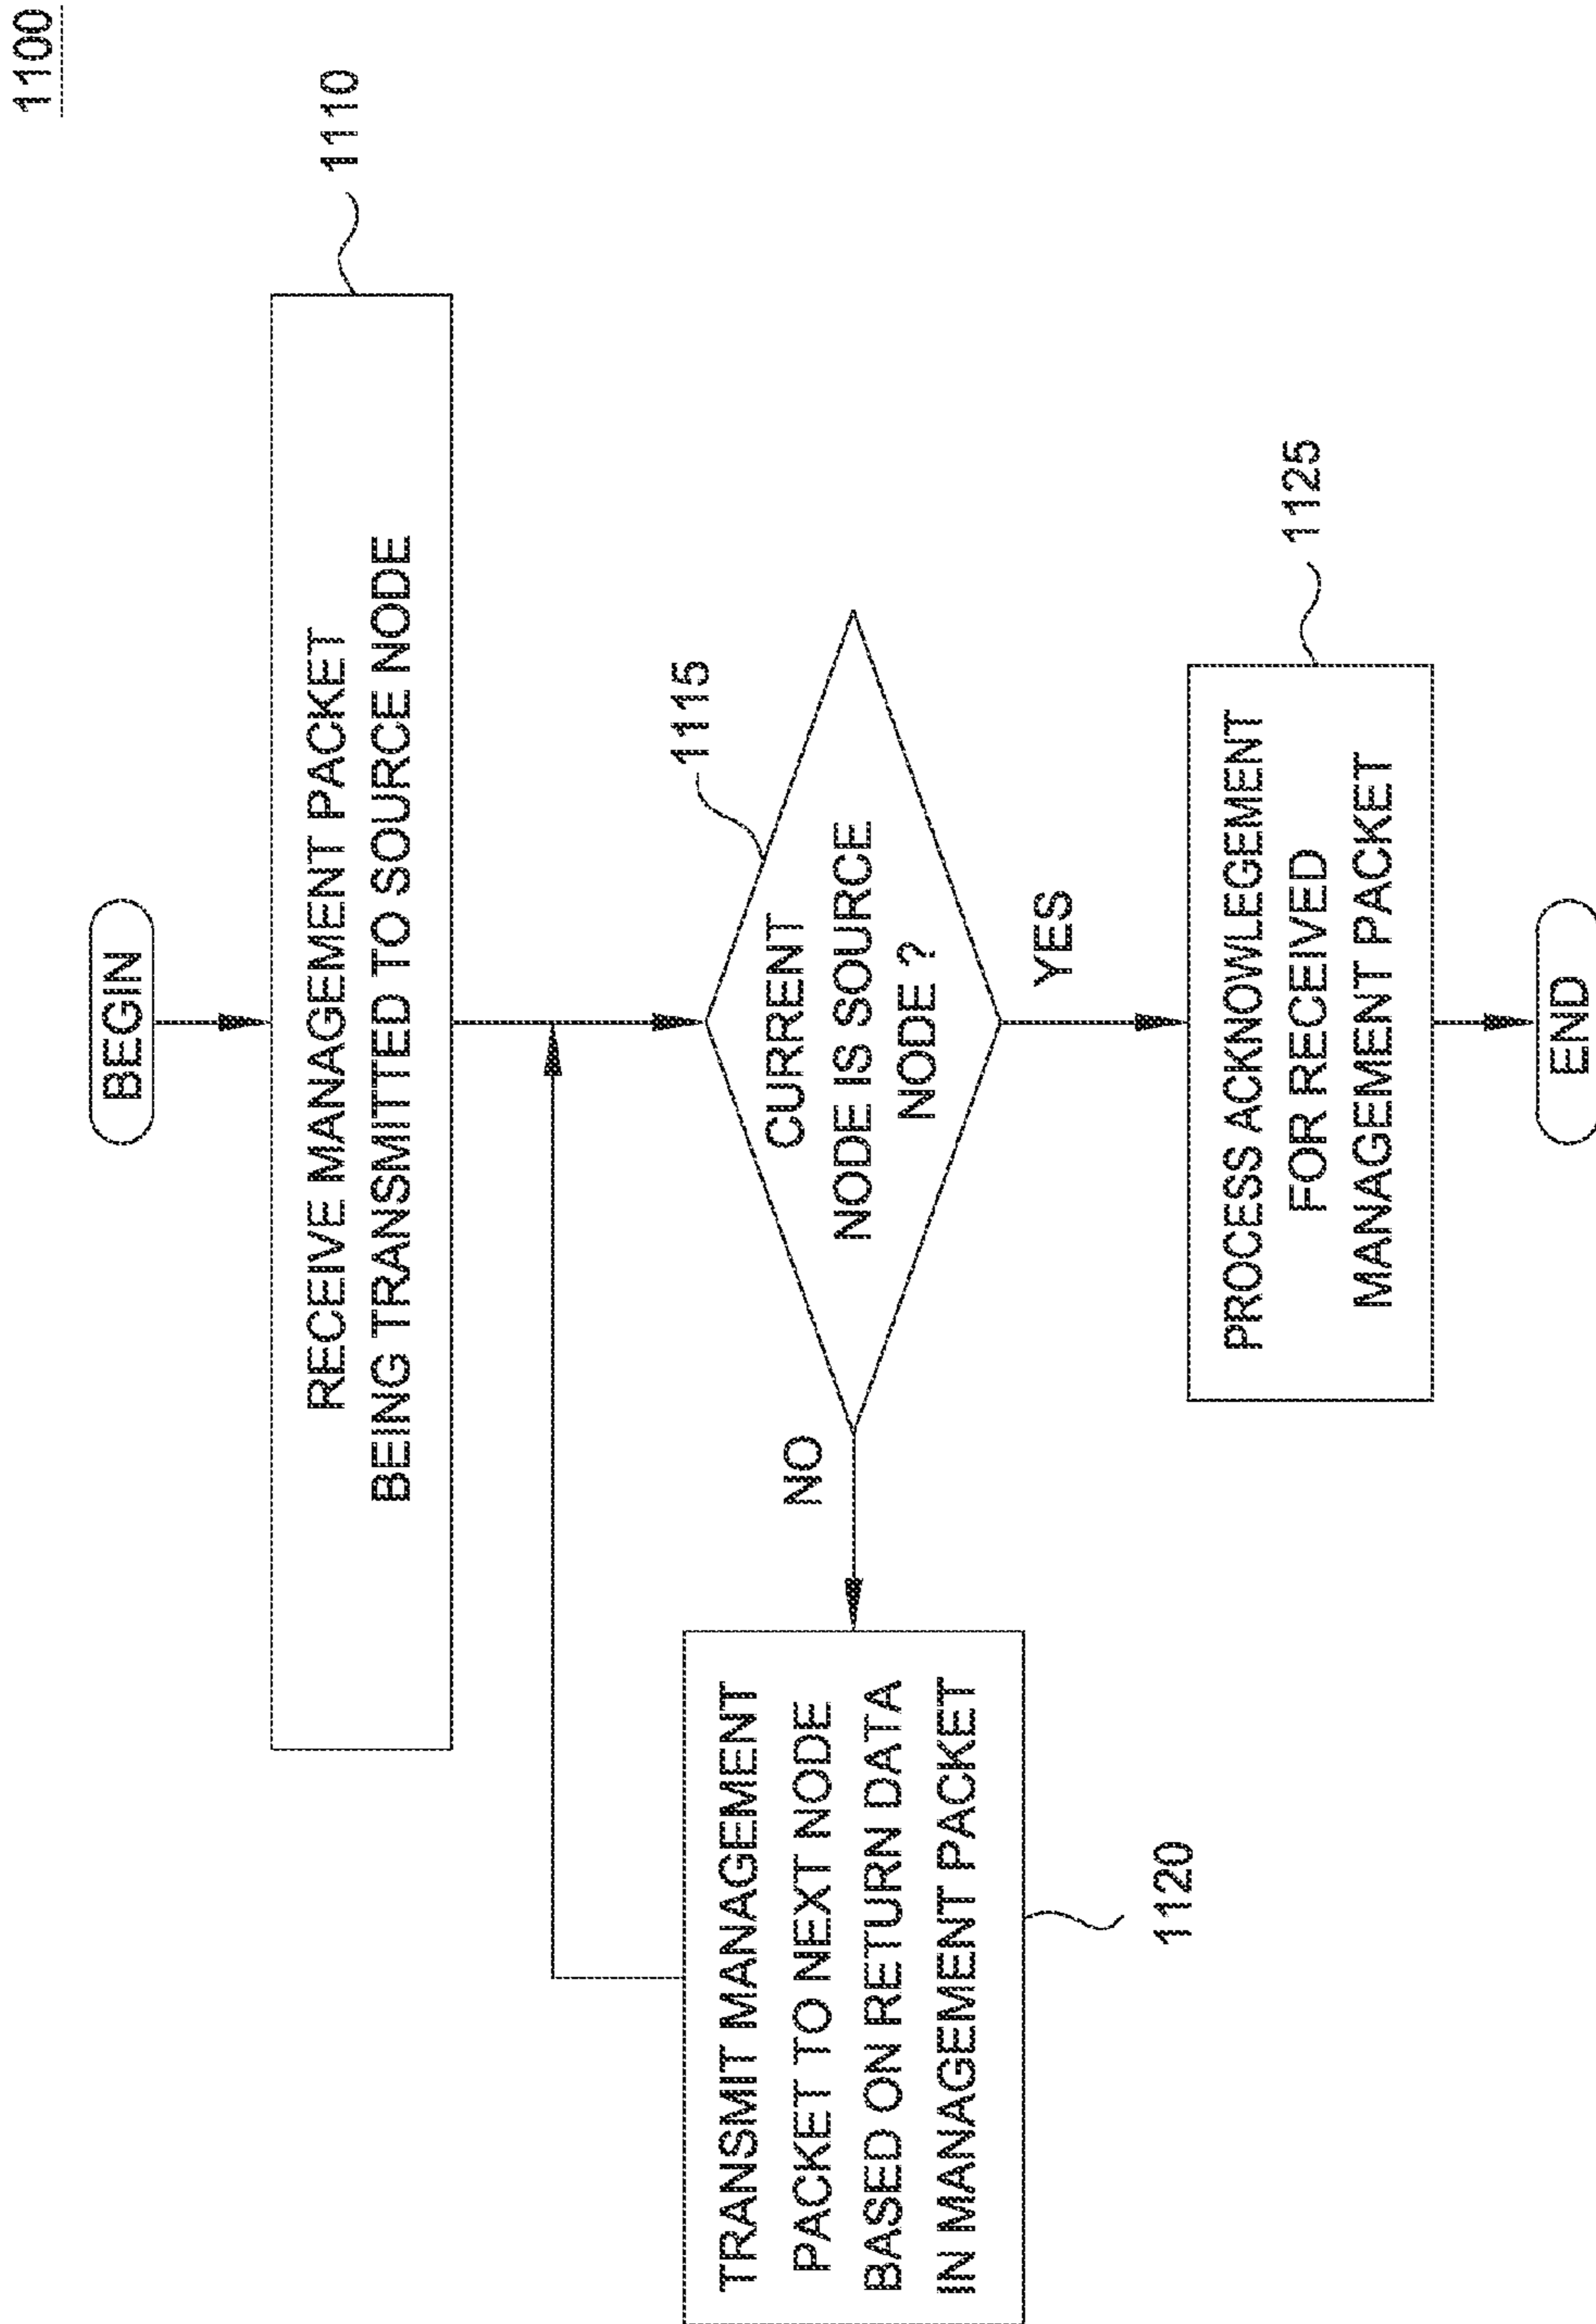 1100
BEGIN
RECEIVE MANAGEMENT PACKET
BEING TRANSMITTED TO SOURCE NODE
1110
CURRENT
NODE IS SOURCE
NODE ?
1115
NO
YES
TRANSMIT MANAGEMENT
PACKET TO NEXT NODE
BASED ON RETURN DATA
IN MANAGEMENT PACKET
1120
PROCESS ACKNOWLEGEMENT
FOR RECEIVED
MANAGEMENT PACKET
1125
END